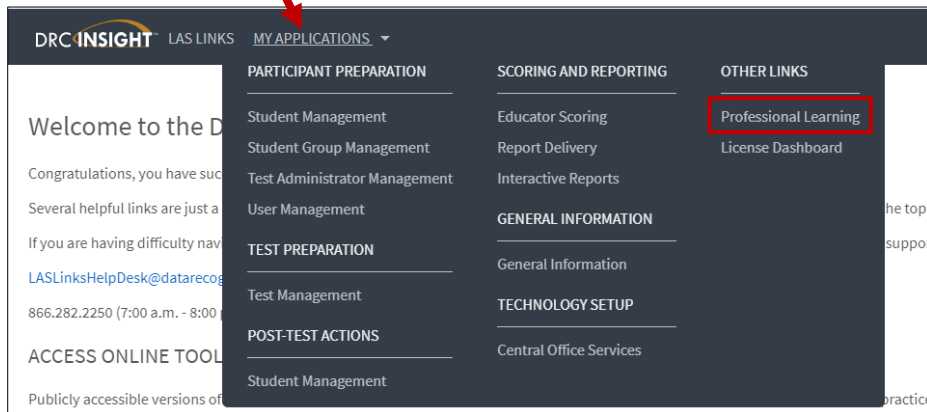 DRC INSIGHT LAS LINKS MY APPLICATIONS
PARTICIPANT PREPARATION
Student Management
Student Group Management
Test Administrator Management
User Management
TEST PREPARATION
Test Management
POST-TEST ACTIONS
Student Management
SCORING AND REPORTING
Educator Scoring
Report Delivery
Interactive Reports
GENERAL INFORMATION
General Information
TECHNOLOGY SETUP
Central Office Services
OTHER LINKS
Professional Learning
License Dashboard
Welcome to the D
Congratulations, you have suc
Several helpful links are just a
he top
If you are having difficulty navi
suppor
LASLinksHelpDesk@datarecog
866.282.2250 (7:00 a.m. - 8:00
ACCESS ONLINE TOOL
Publicly accessible versions of
practice